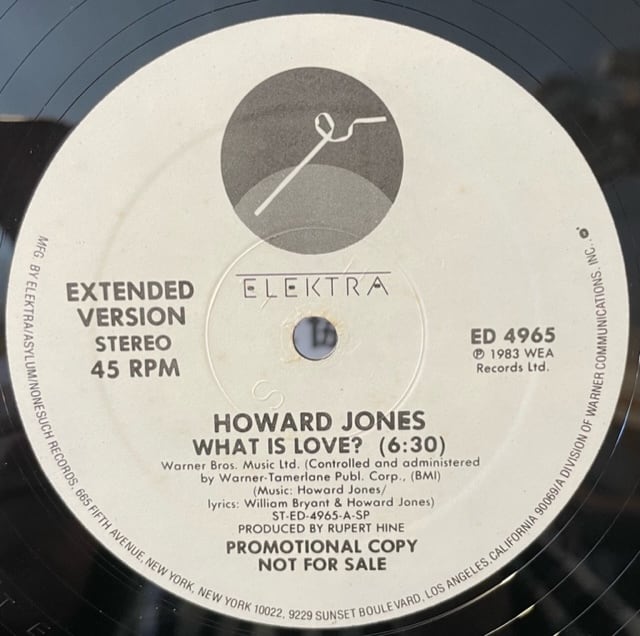 ELEKTRA
EXTENDED
VERSION
STEREO
45 RPM
ED 4965
℗ 1983 WEA
Records Ltd.
HOWARD JONES
WHAT IS LOVE? (6:30)
Warner Bros. Music Ltd. (Controlled and administered
by Warner-Tamerlane Publ. Corp., (BMI)
(Music: Howard Jones/
lyrics: William Bryant & Howard Jones)
ST-ED-4965-A-SP
PRODUCED BY RUPERT HINE
PROMOTIONAL COPY
NOT FOR SALE
MFG. BY ELEKTRA/ASYLUM/NONESUCH RECORDS, 665 FIFTH AVENUE, NEW YORK, NEW YORK 10022, 9229 SUNSET BOULEVARD, LOS ANGELES, CALIFORNIA 90069/A DIVISION OF WARNER COMMUNICATIONS, INC.